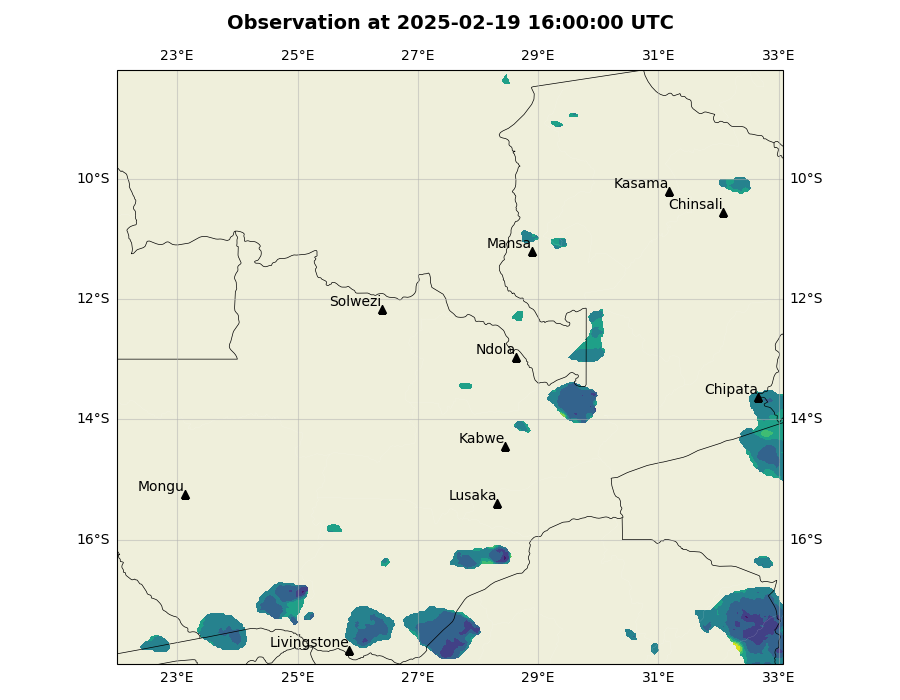 Observation at 2025-02-19 16:00:00 UTC
23°E 25°E 27°E 29°E 31°E 33°E
10°S 10°S
Kasama
Chinsali
Mansa
12°S 12°S
Solwezi
Ndola
Chipata
14°S 14°S
Kabwe
Mongu
Lusaka
16°S 16°S
Livingstone
23°E 25°E 27°E 29°E 31°E 33°E